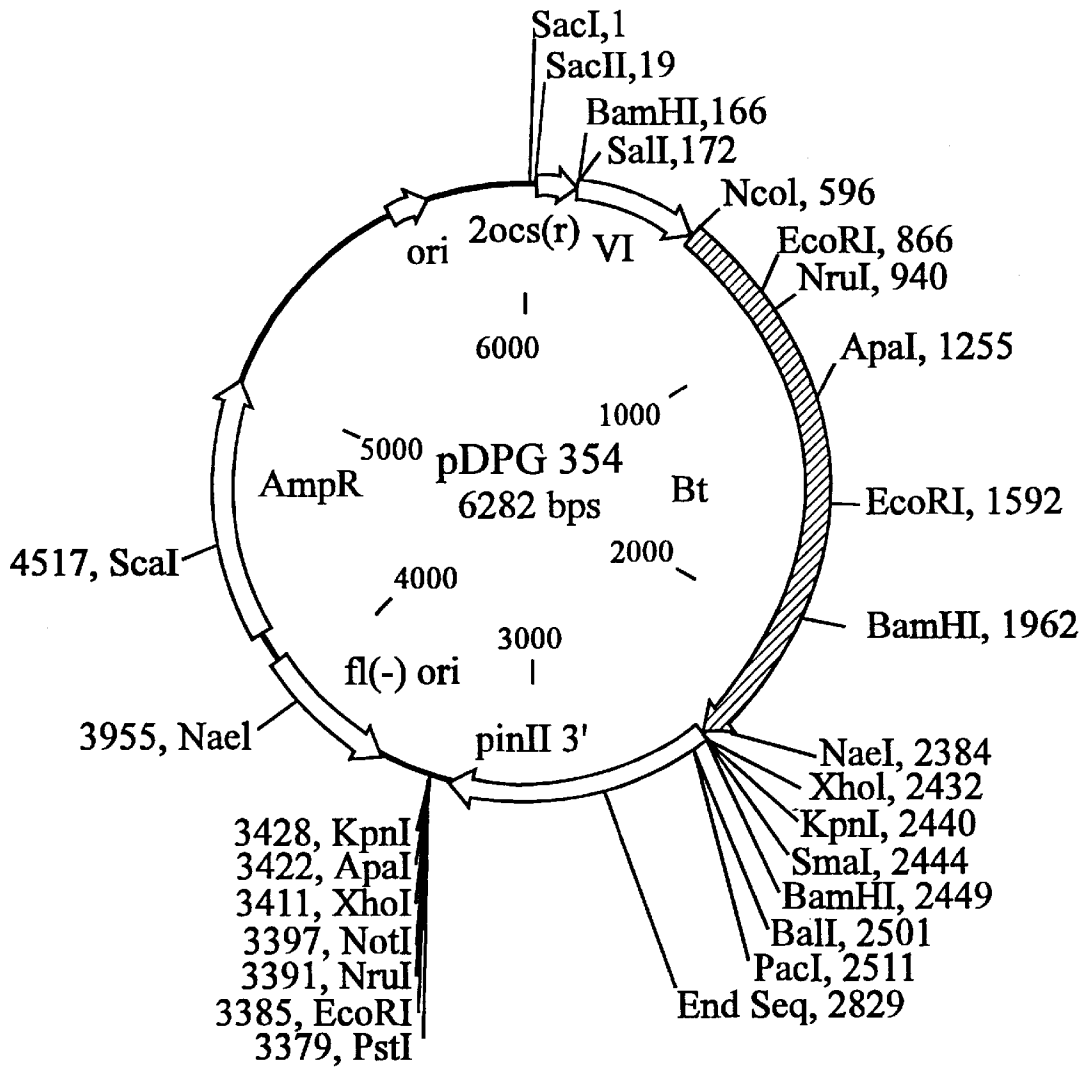 SacI,1
SacII,19
BamHI,166
SalI,172
Ncol, 596
EcoRI, 866
NruI, 940
ApaI, 1255
EcoRI, 1592
BamHI, 1962
NaeI, 2384
Xhol, 2432
KpnI, 2440
SmaI, 2444
BamHI, 2449
BalI, 2501
PacI, 2511
End Seq, 2829
3379, PstI
3385, EcoRI
3391, NruI
3397, NotI
3411, XhoI
3422, ApaI
3428, KpnI
3955, Nael
4517, ScaI
ori
2ocs(r)
VI
Bt
pinII 3'
fl(-) ori
AmpR
6000
1000
2000
3000
4000
5000
pDPG 354
6282 bps